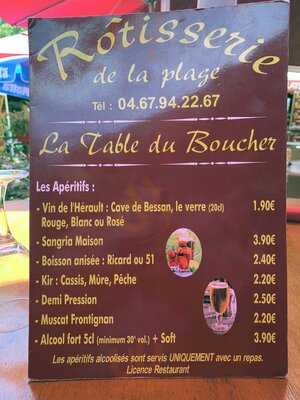 Rôtisserie
de la plage
Tél : 04.67.94.22.67
La Table du Boucher
Les Apéritifs :
- Vin de l'Hérault : Cave de Bessan, le verre (20cl) 1.90€
Rouge, Blanc ou Rosé
- Sangria Maison 3.90€
- Boisson anisée : Ricard ou 51 2.40€
- Kir : Cassis, Mûre, Pêche 2.20€
- Demi Pression 2.50€
- Muscat Frontignan 2.20€
- Alcool fort 5cl (minimum 30° vol.) + Soft 3.90€
Les apéritifs alcoolisés sont servis UNIQUEMENT avec un repas.
Licence Restaurant